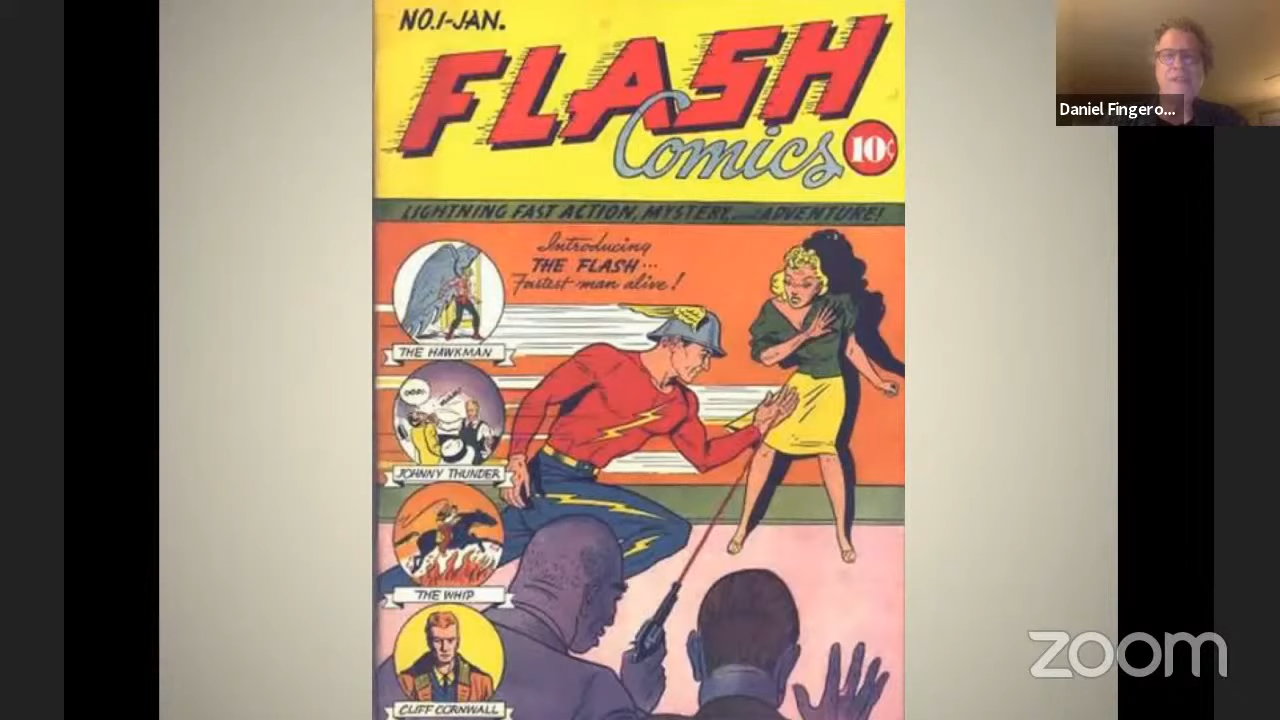 NO.1-JAN.
FLASH
Comics
10¢
LIGHTNING FAST ACTION, MYSTERY, ADVENTURE!
Introducing
THE FLASH...
Fastest man alive!
THE HAWKMAN
JOHNNY THUNDER
THE WHIP
CLIFF CORNWALL
Daniel Fingero...
zoom